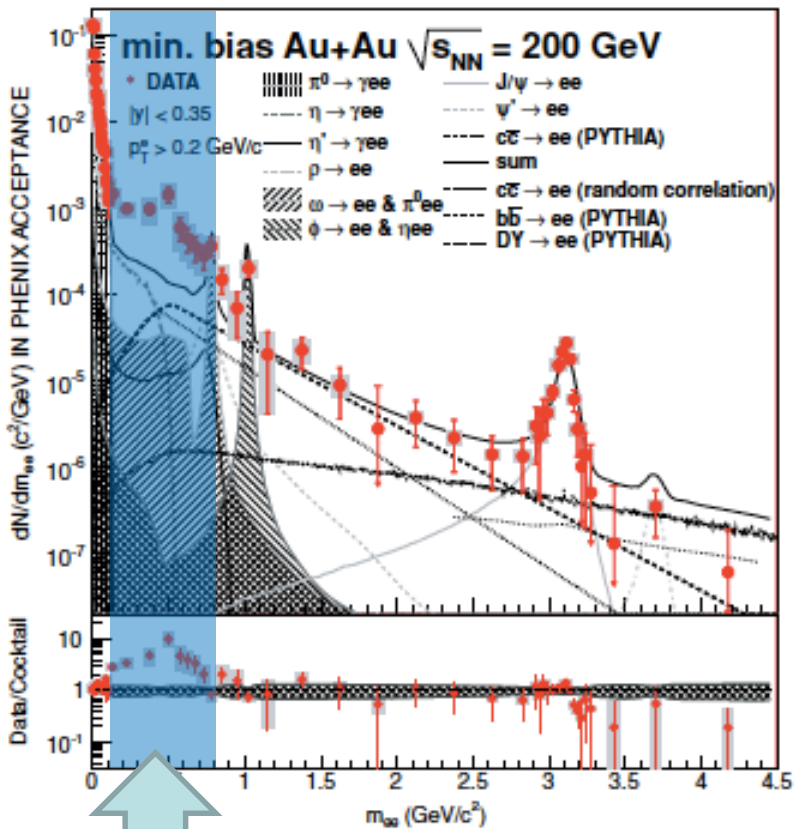 min. bias Au+Au √s_NN = 200 GeV
DATA
|y| < 0.35
p_T^e > 0.2 GeV/c
π⁰ → γee
η → γee
η' → γee
ρ → ee
ω → ee & π⁰ee
ϕ → ee & ηee
J/ψ → ee
ψ' → ee
cc̅ → ee (PYTHIA)
sum
cc̅ → ee (random correlation)
bb̅ → ee (PYTHIA)
DY → ee (PYTHIA)
dN/dm_ee (c²/GeV) IN PHENIX ACCEPTANCE
10⁻¹
10⁻²
10⁻³
10⁻⁴
10⁻⁵
10⁻⁶
10⁻⁷
Data/Cocktail
10
1
10⁻¹
0 0.5 1 1.5 2 2.5 3 3.5 4 4.5
m_ee (GeV/c²)